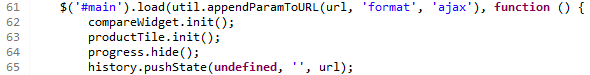 61 $('#main').load(util.appendParamToURL(url, 'format', 'ajax'), function () {
62 compareWidget.init();
63 productTile.init();
64 progress.hide();
65 history.pushState(undefined, '', url);